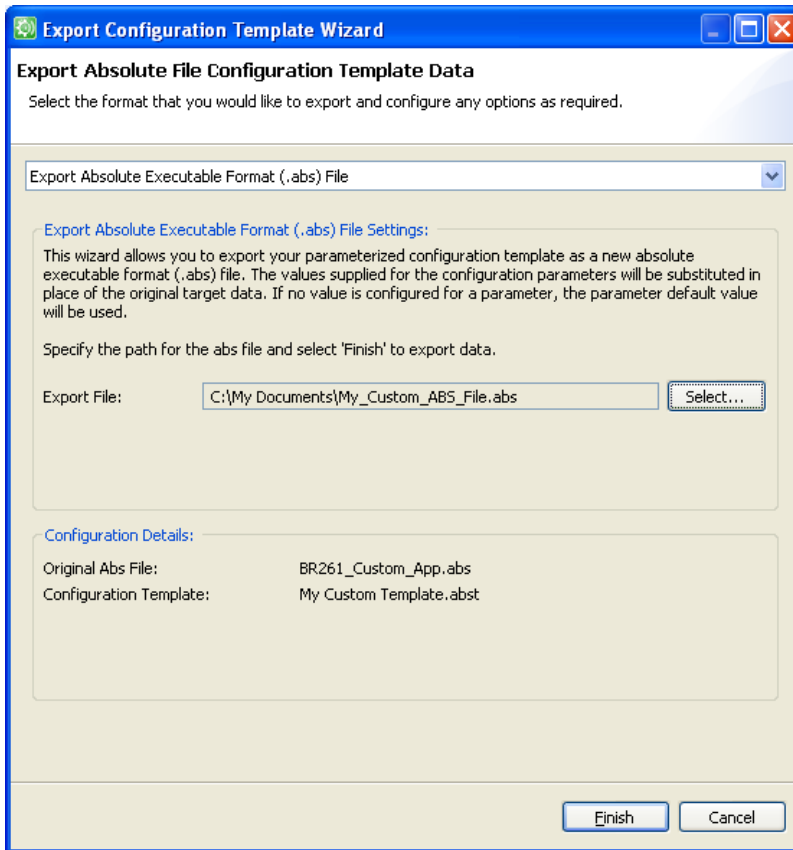 Export Configuration Template Wizard
Export Absolute File Configuration Template Data
Select the format that you would like to export and configure any options as required.
Export Absolute Executable Format (.abs) File
Export Absolute Executable Format (.abs) File Settings:
This wizard allows you to export your parameterized configuration template as a new absolute
executable format (.abs) file. The values supplied for the configuration parameters will be substituted in
place of the original target data. If no value is configured for a parameter, the parameter default value
will be used.
Specify the path for the abs file and select 'Finish' to export data.
Export File: C:\My Documents\My_Custom_ABS_File.abs Select...
Configuration Details:
Original Abs File: BR261_Custom_App.abs
Configuration Template: My Custom Template.abst
Finish Cancel